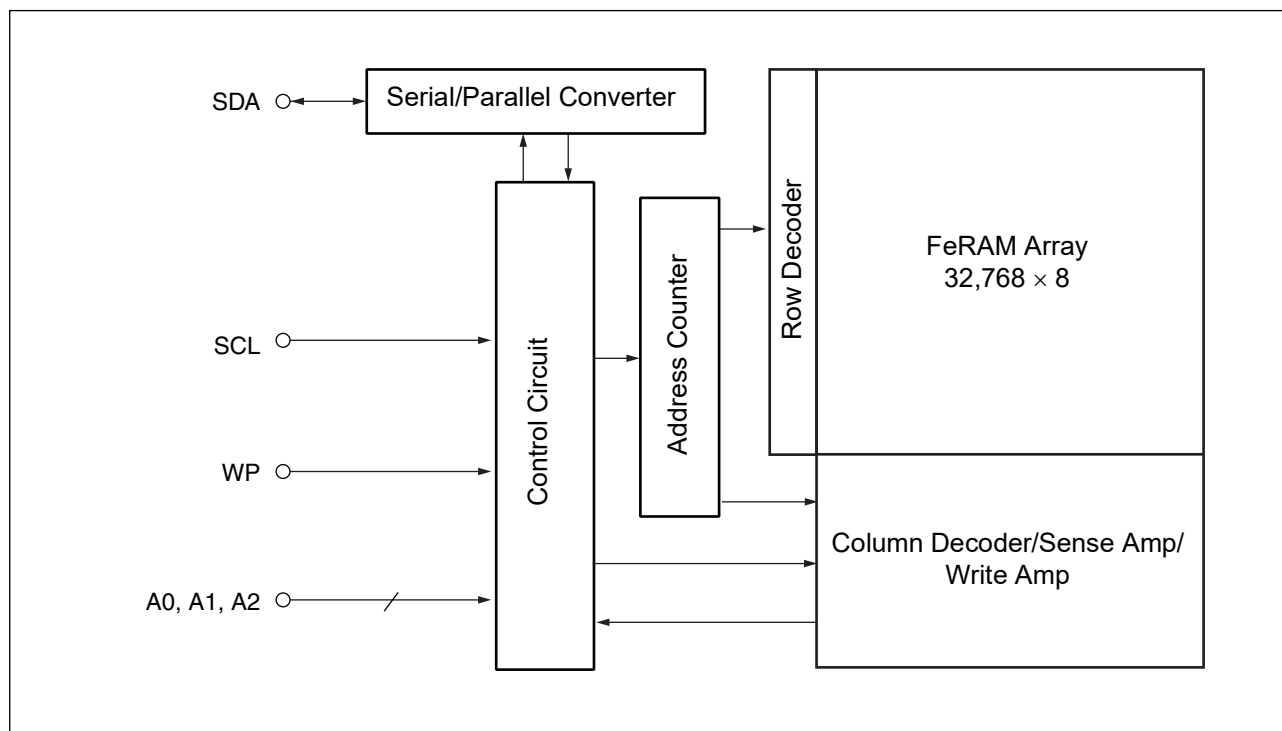 SDA
Serial/Parallel Converter
SCL
WP
A0, A1, A2
Control Circuit
Address Counter
Row Decoder
FeRAM Array
32,768 × 8
Column Decoder/Sense Amp/
Write Amp